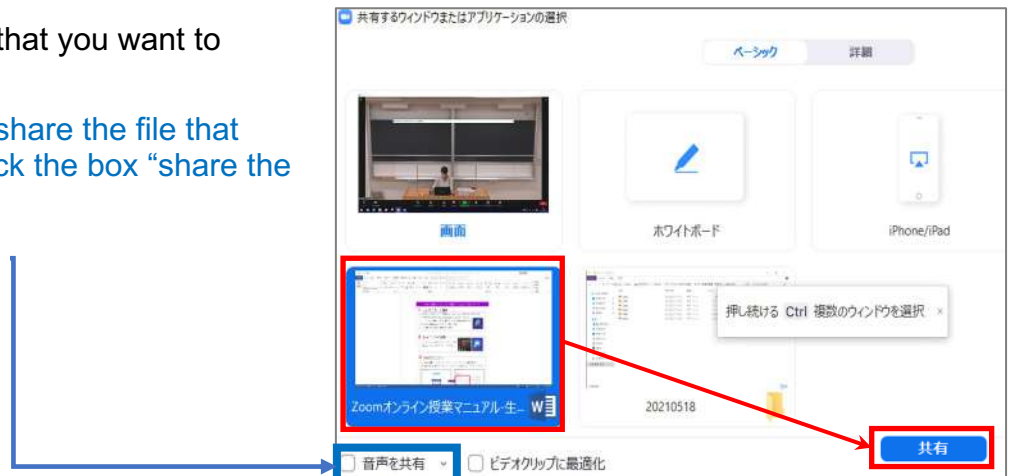 that you want to
share the file that
ck the box “share the
共有するウィンドウまたはアプリケーションの選択
ベーシック 詳細
画面 ホワイトボード iPhone/iPad
押し続ける Ctrl 複数のウィンドウを選択 ×
Zoomオンライン授業マニュアル-生... W
20210518
共有
音声を共有 ビデオクリップに最適化